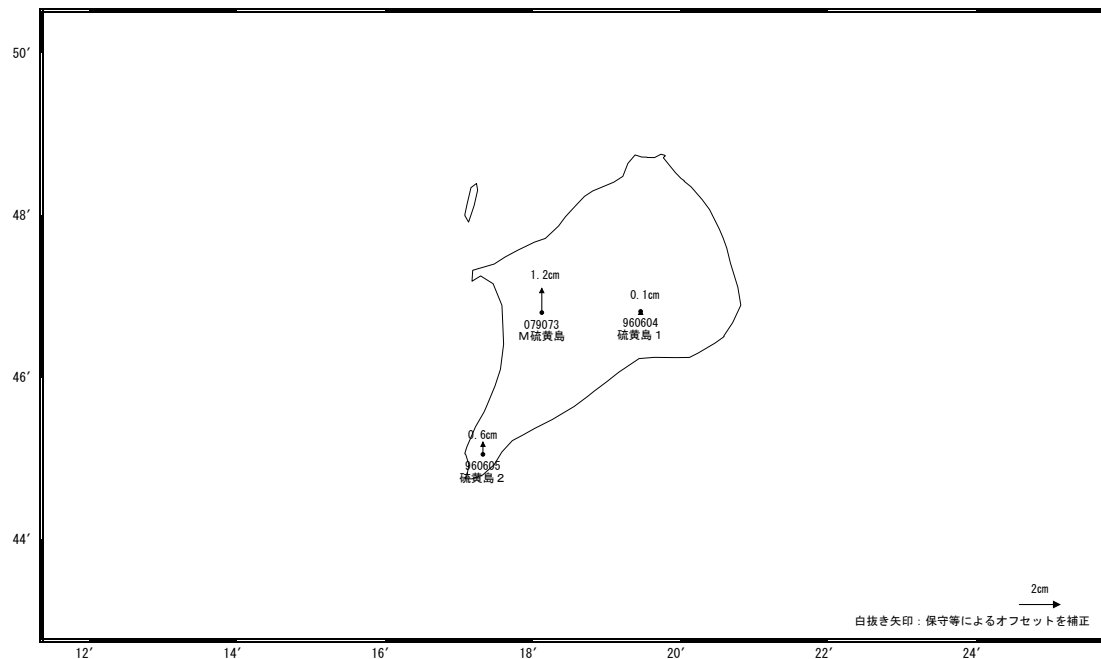 50′
48′
1.2cm
0.1cm
079073
M硫黄島
960604
硫黄島１
46′
0.6cm
960605
硫黄島２
44′
2cm
白抜き矢印：保守等によるオフセットを補正
12′ 14′ 16′ 18′ 20′ 22′ 24′